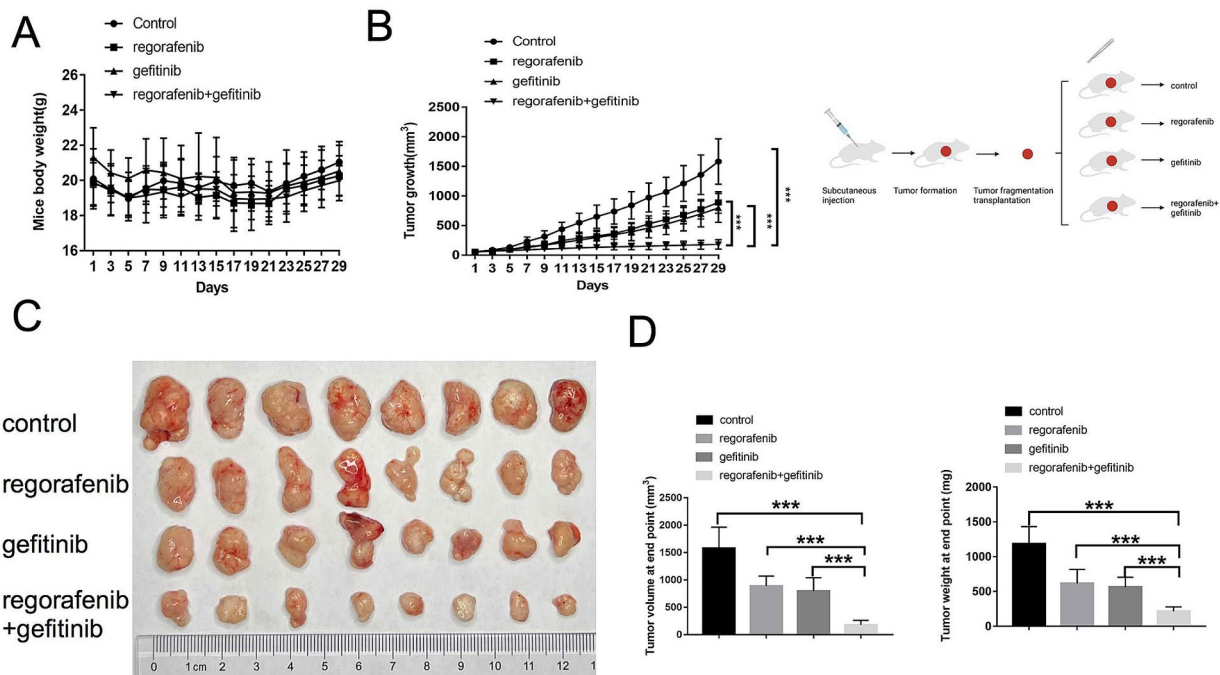 A
Control
regorafenib
gefitinib
regorafenib+gefitinib
Mice body weight(g)
26
24
22
20
18
16
1 3 5 7 9 11 13 15 17 19 21 23 25 27 29
Days
B
Control
regorafenib
gefitinib
regorafenib+gefitinib
Tumor growth(mm³)
2500
2000
1500
1000
500
0
1 3 5 7 9 11 13 15 17 19 21 23 25 27 29
Days
***
***
***
Subcutaneous
injection
Tumor formation
Tumor fragmentation
transplantation
control
regorafenib
gefitinib
regorafenib+
gefitinib
C
control
regorafenib
gefitinib
regorafenib
+gefitinib
0 1 cm 2 3 4 5 6 7 8 9 10 11 12 1
D
control
regorafenib
gefitinib
regorafenib+gefitinib
Tumor volume at end point (mm³)
2500
2000
1500
1000
500
0
***
***
***
control
regorafenib
gefitinib
regorafenib+gefitinib
Tumor weight at end point (mg)
2000
1500
1000
500
0
***
***
***